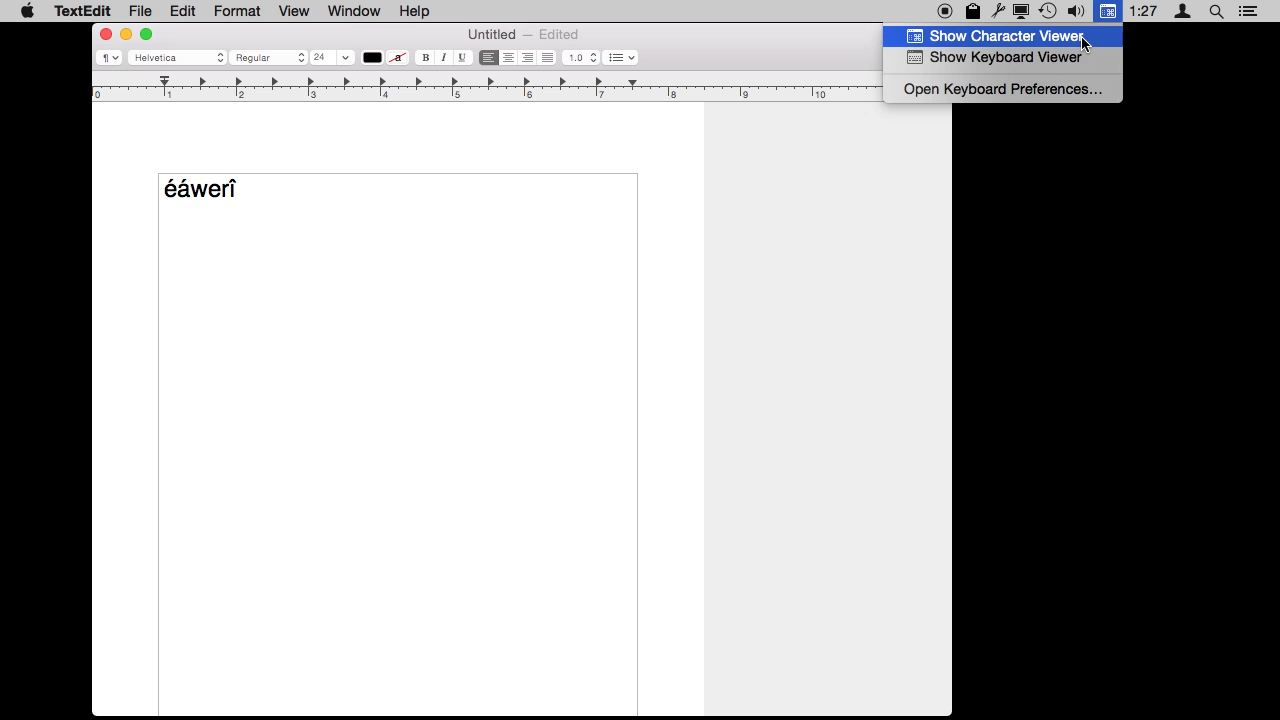 TextEdit File Edit Format View Window Help 1:27
Show Character Viewer
Untitled — Edited
¶ Helvetica Regular 24 a B I U 1.0
Show Keyboard Viewer
Open Keyboard Preferences...
0 1 2 3 4 5 6 7 8 9 10
éáwerî